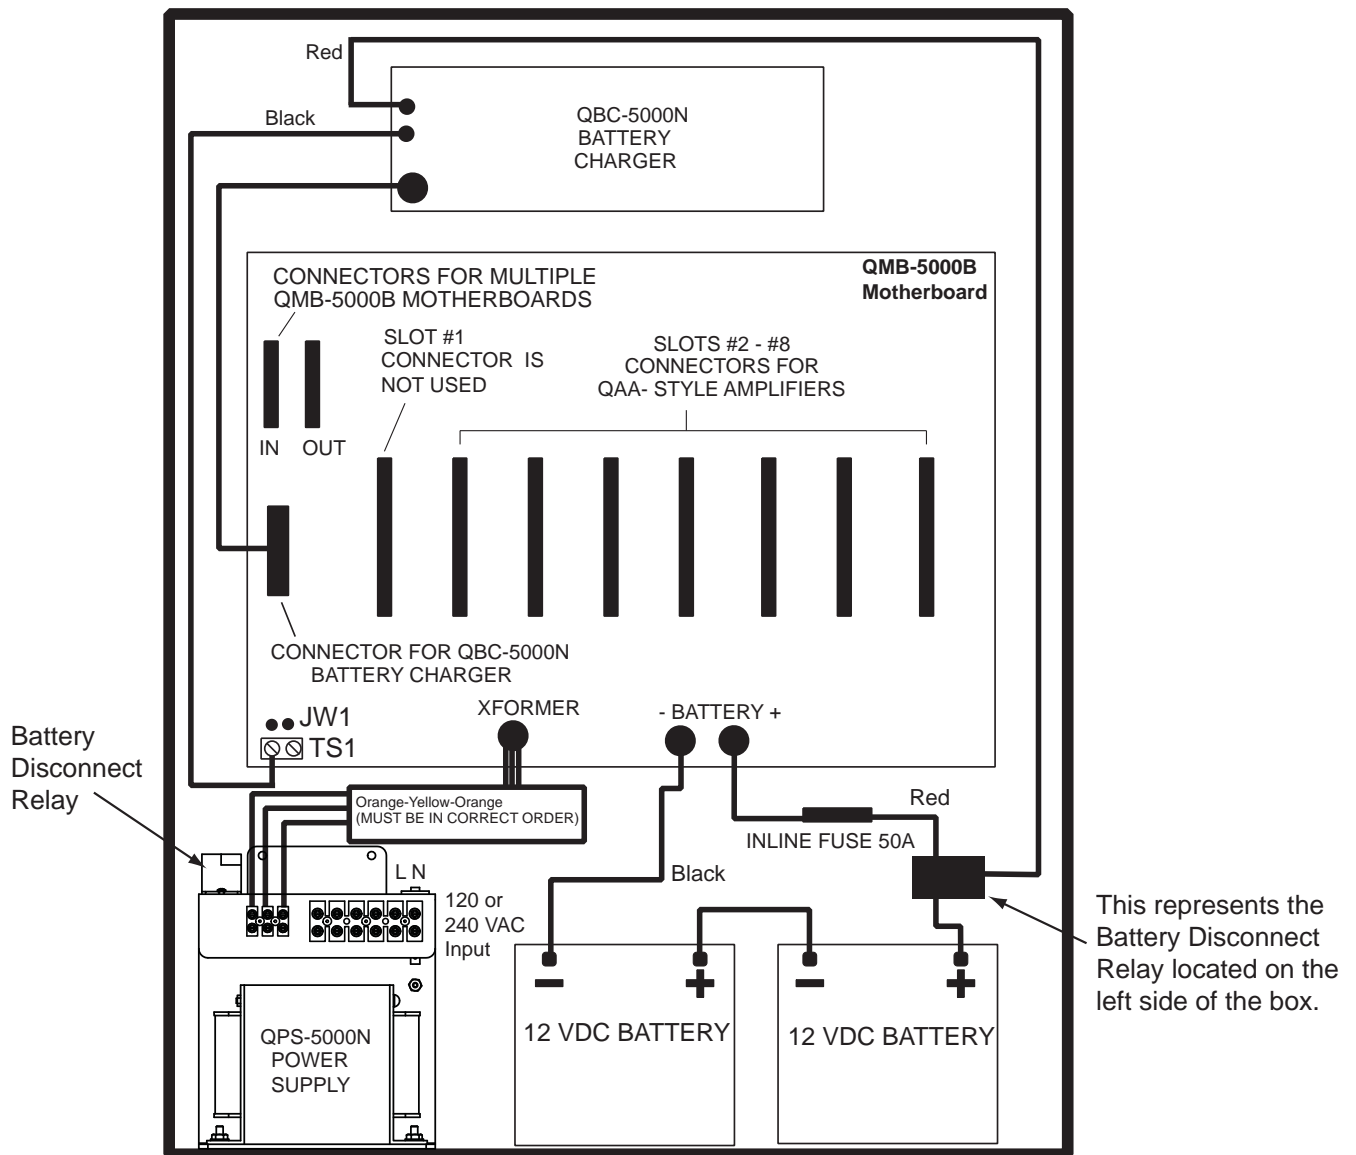 Red
Black
QBC-5000N
BATTERY
CHARGER
QMB-5000B
Motherboard
CONNECTORS FOR MULTIPLE
QMB-5000B MOTHERBOARDS
SLOT #1
CONNECTOR IS
NOT USED
SLOTS #2 - #8
CONNECTORS FOR
QAA- STYLE AMPLIFIERS
IN OUT
CONNECTOR FOR QBC-5000N
BATTERY CHARGER
JW1
TS1
XFORMER
- BATTERY +
Battery
Disconnect
Relay
Orange-Yellow-Orange
(MUST BE IN CORRECT ORDER)
Red
INLINE FUSE 50A
Black
L N
120 or
240 VAC
Input
This represents the
Battery Disconnect
Relay located on the
left side of the box.
QPS-5000N
POWER
SUPPLY
− +
12 VDC BATTERY
− +
12 VDC BATTERY